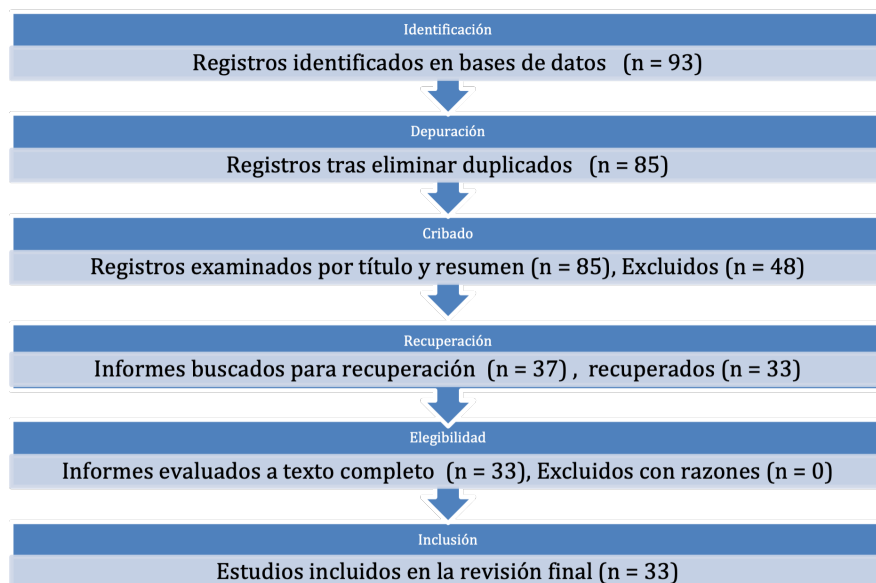 Identificación
Registros identificados en bases de datos (n = 93)
Depuración
Registros tras eliminar duplicados (n = 85)
Cribado
Registros examinados por título y resumen (n = 85), Excluidos (n = 48)
Recuperación
Informes buscados para recuperación (n = 37) , recuperados (n = 33)
Elegibilidad
Informes evaluados a texto completo (n = 33), Excluidos con razones (n = 0)
Inclusión
Estudios incluidos en la revisión final (n = 33)